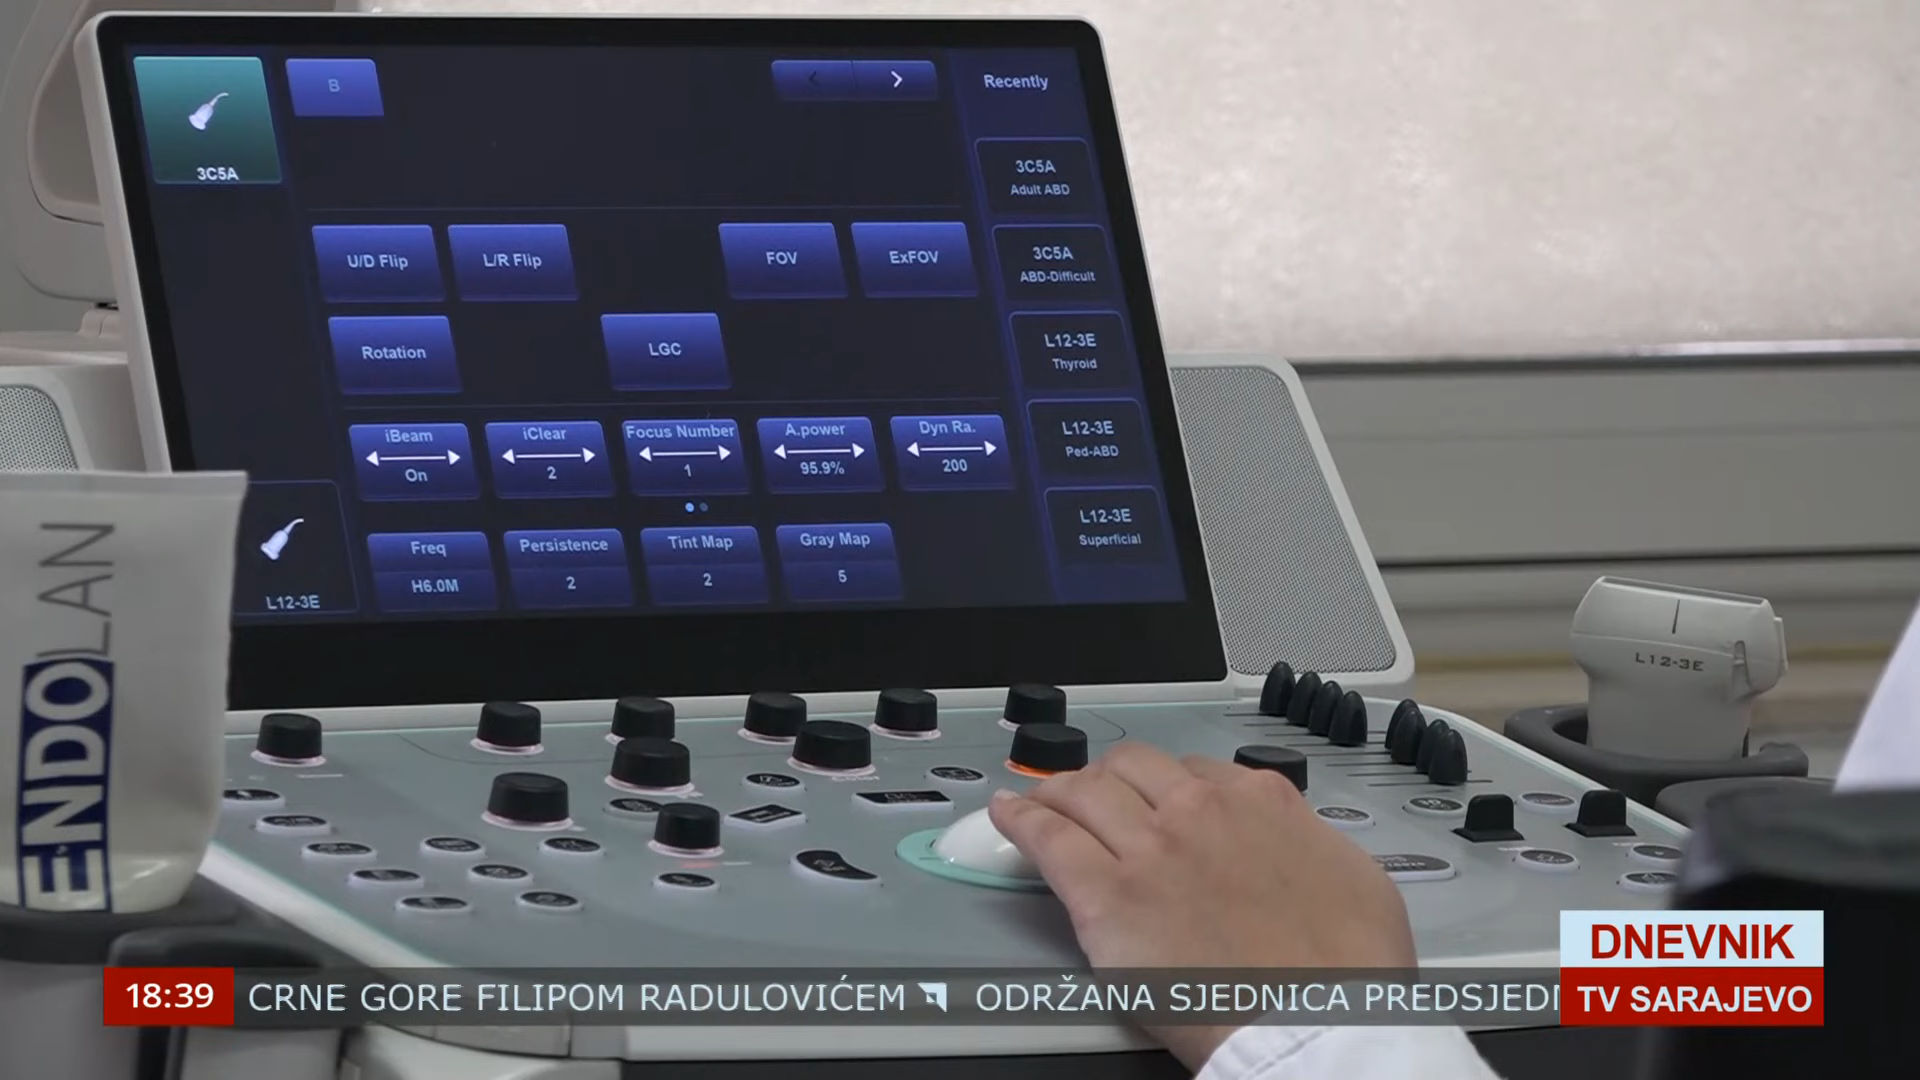 B
Recently
3C5A
3C5A
Adult ABD
U/D Flip
L/R Flip
FOV
ExFOV
3C5A
ABD-Difficult
Rotation
LGC
L12-3E
Thyroid
iBeam
On
iClear
2
Focus Number
1
A.power
95.9%
Dyn Ra.
200
L12-3E
Ped-ABD
Freq
H6.0M
Persistence
2
Tint Map
2
Gray Map
5
L12-3E
Superficial
L12-3E
ENDOLAN
L12-3E
DNEVNIK
TV SARAJEVO
18:39
CRNE GORE FILIPOM RADULOVIĆEM ODRŽANA SJEDNICA PREDSJEDN